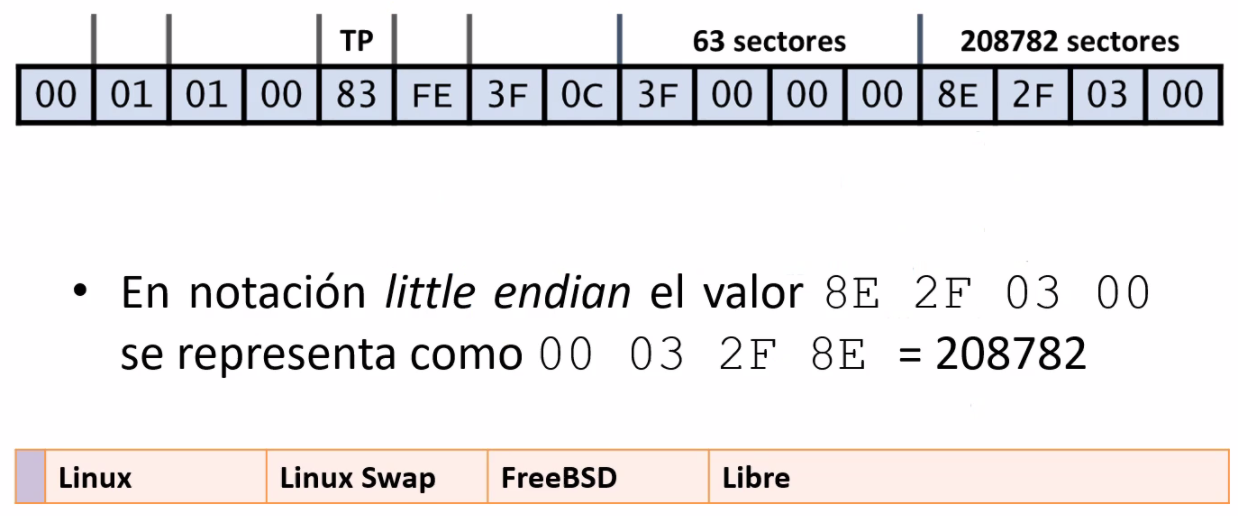 TP 63 sectores 208782 sectores
00 01 01 00 83 FE 3F 0C 3F 00 00 00 8E 2F 03 00
• En notación little endian el valor 8E 2F 03 00
se representa como 00 03 2F 8E = 208782
Linux Linux Swap FreeBSD Libre